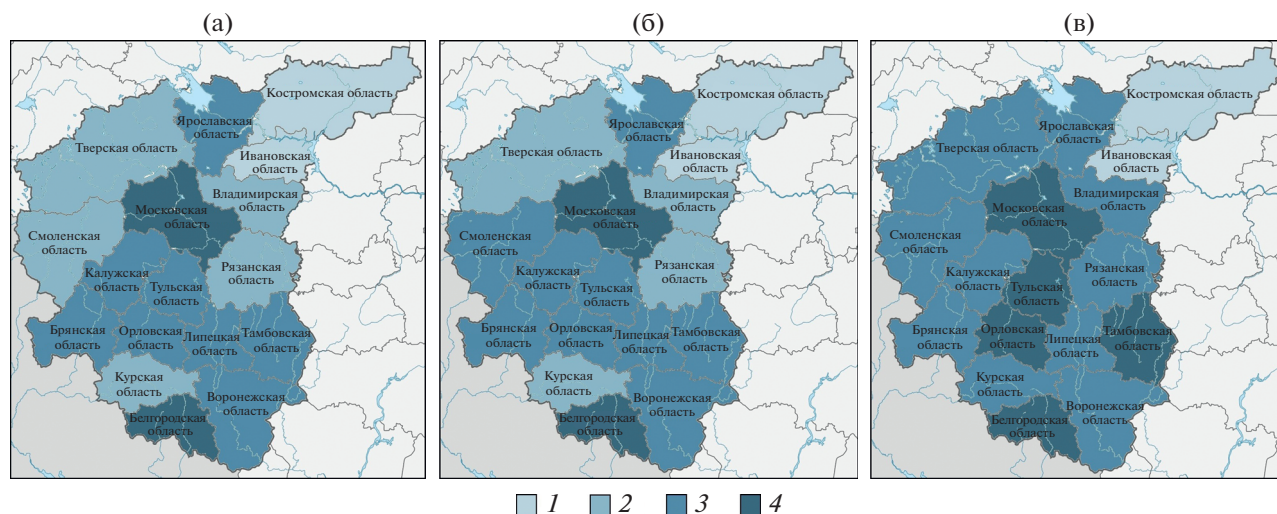 (а)
Костромская область
Ярославская
область
Тверская область
Ивановская
область
Владимирская
область
Московская
область
Смоленская
область
Рязанская
область
Калужская
область
Тульская
область
Брянская
область
Орловская
область
Липецкая
область
Тамбовская
область
Курская
область
Воронежская
область
Белгородская
область
(б)
Костромская область
Ярославская
область
Тверская область
Ивановская
область
Владимирская
область
Московская
область
Смоленская
область
Рязанская
область
Калужская
область
Тульская
область
Брянская
область
Орловская
область
Липецкая
область
Тамбовская
область
Курская
область
Воронежская
область
Белгородская
область
(в)
Костромская область
Ярославская
область
Тверская область
Ивановская
область
Владимирская
область
Московская
область
Смоленская
область
Рязанская
область
Калужская
область
Тульская
область
Брянская
область
Орловская
область
Липецкая
область
Тамбовская
область
Курская
область
Воронежская
область
Белгородская
область
1 2 3 4